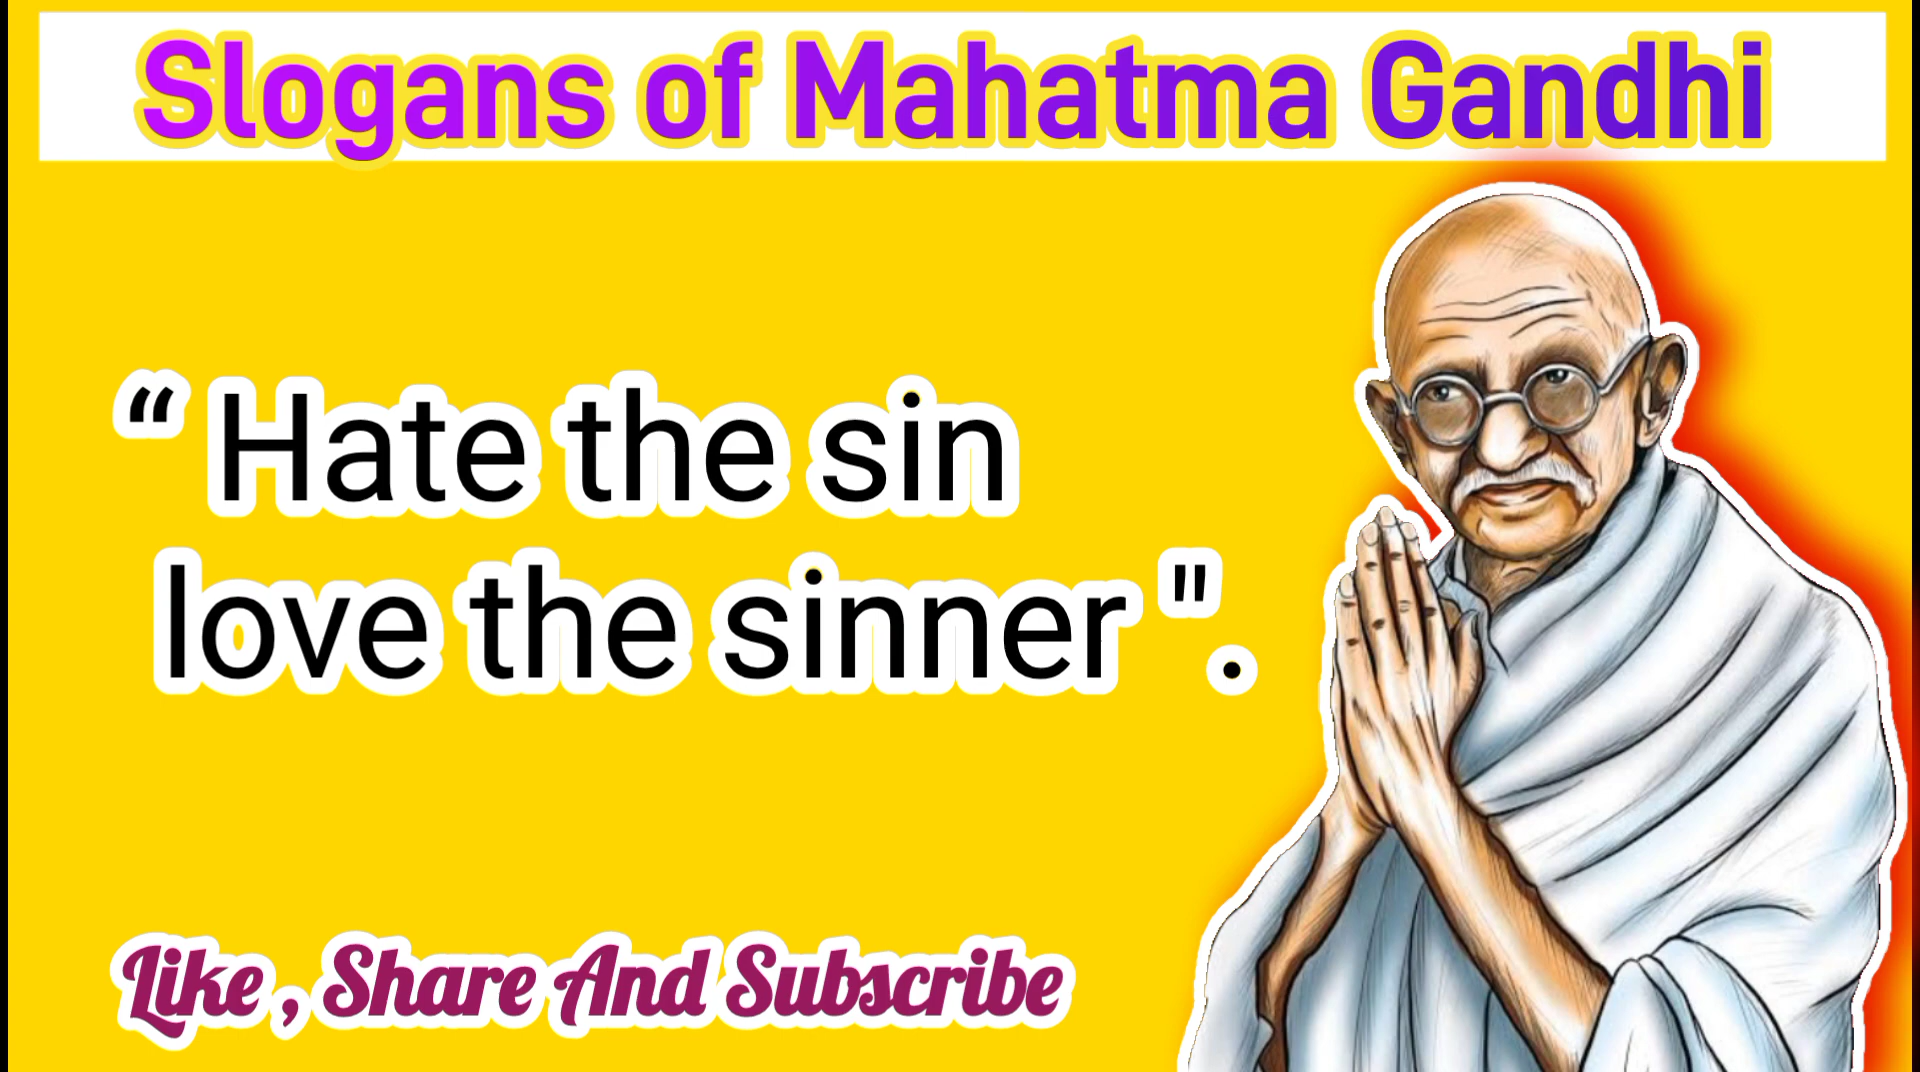 Slogans of Mahatma Gandhi
“ Hate the sin
love the sinner ".
Like , Share And Subscribe